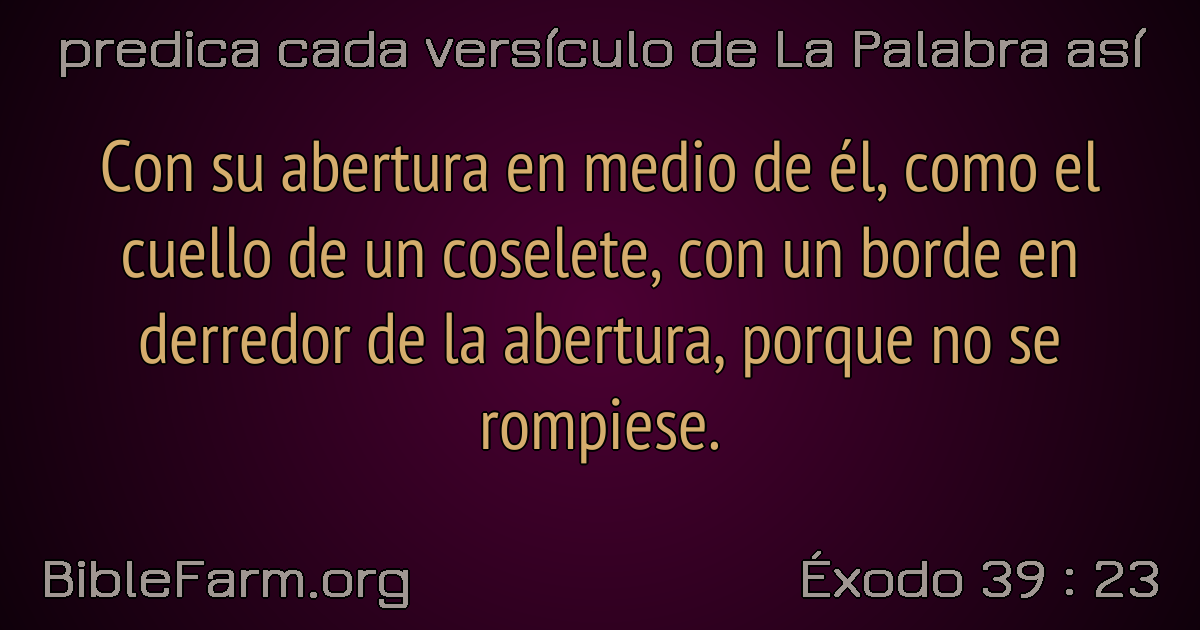 predica cada versículo de La Palabra así
Con su abertura en medio de él, como el
cuello de un coselete, con un borde en
derredor de la abertura, porque no se
rompiese.
BibleFarm.org
Éxodo 39 : 23